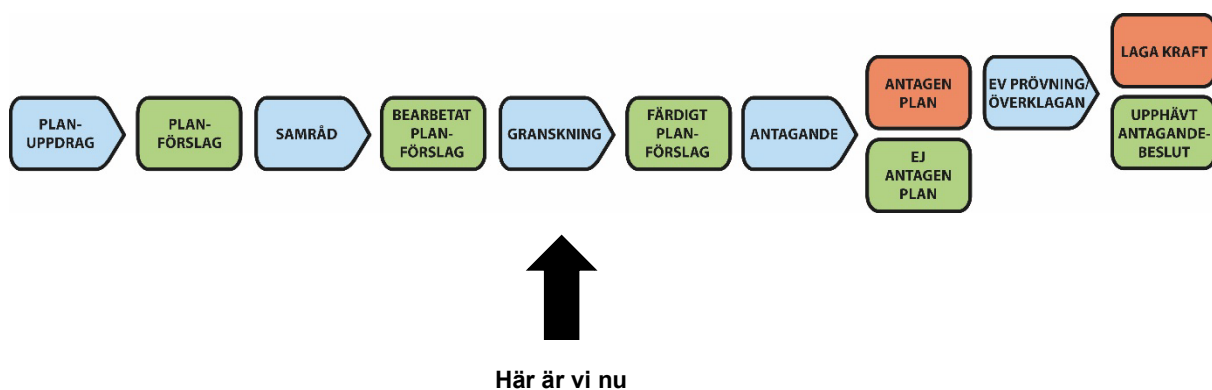 PLAN-
UPPDRAG
PLAN-
FÖRSLAG
SAMRÅD
BEARBETAT
PLAN-
FÖRSLAG
GRANSKNING
FÄRDIGT
PLAN-
FÖRSLAG
ANTAGANDE
ANTAGEN
PLAN
EJ
ANTAGEN
PLAN
EV PRÖVNING/
ÖVERKLAGAN
LAGA KRAFT
UPPHÄVT
ANTAGANDE-
BESLUT
Här är vi nu